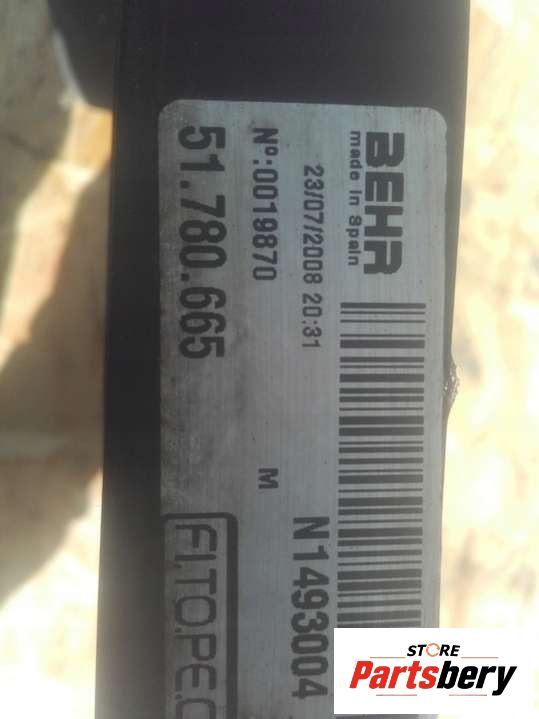 BEHR
made in Spain
23/07/2008 20:31
Nº:0019870 M
51.780.665
N1493004
FI.TO.PE.
STORE
Partsbery